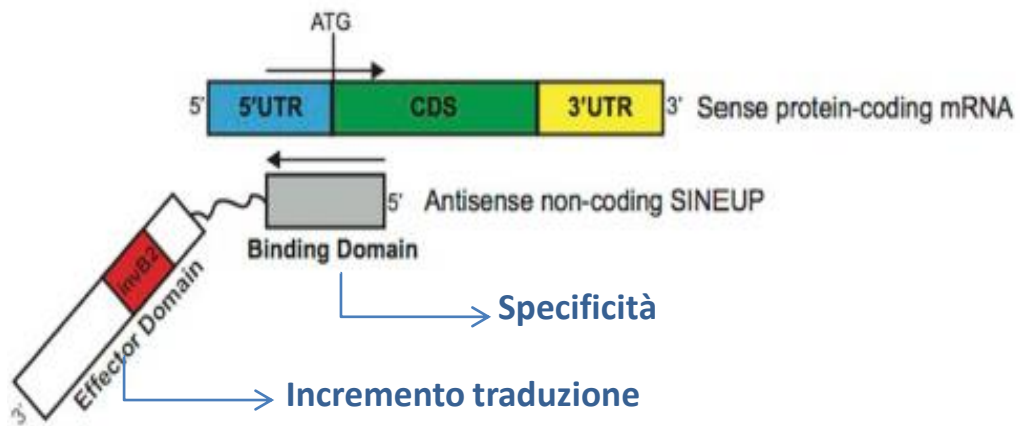 ATG
5' 5'UTR CDS 3'UTR 3' Sense protein-coding mRNA
5' Antisense non-coding SINEUP
Binding Domain
invB2
Effector Domain
3'
Specificità
Incremento traduzione